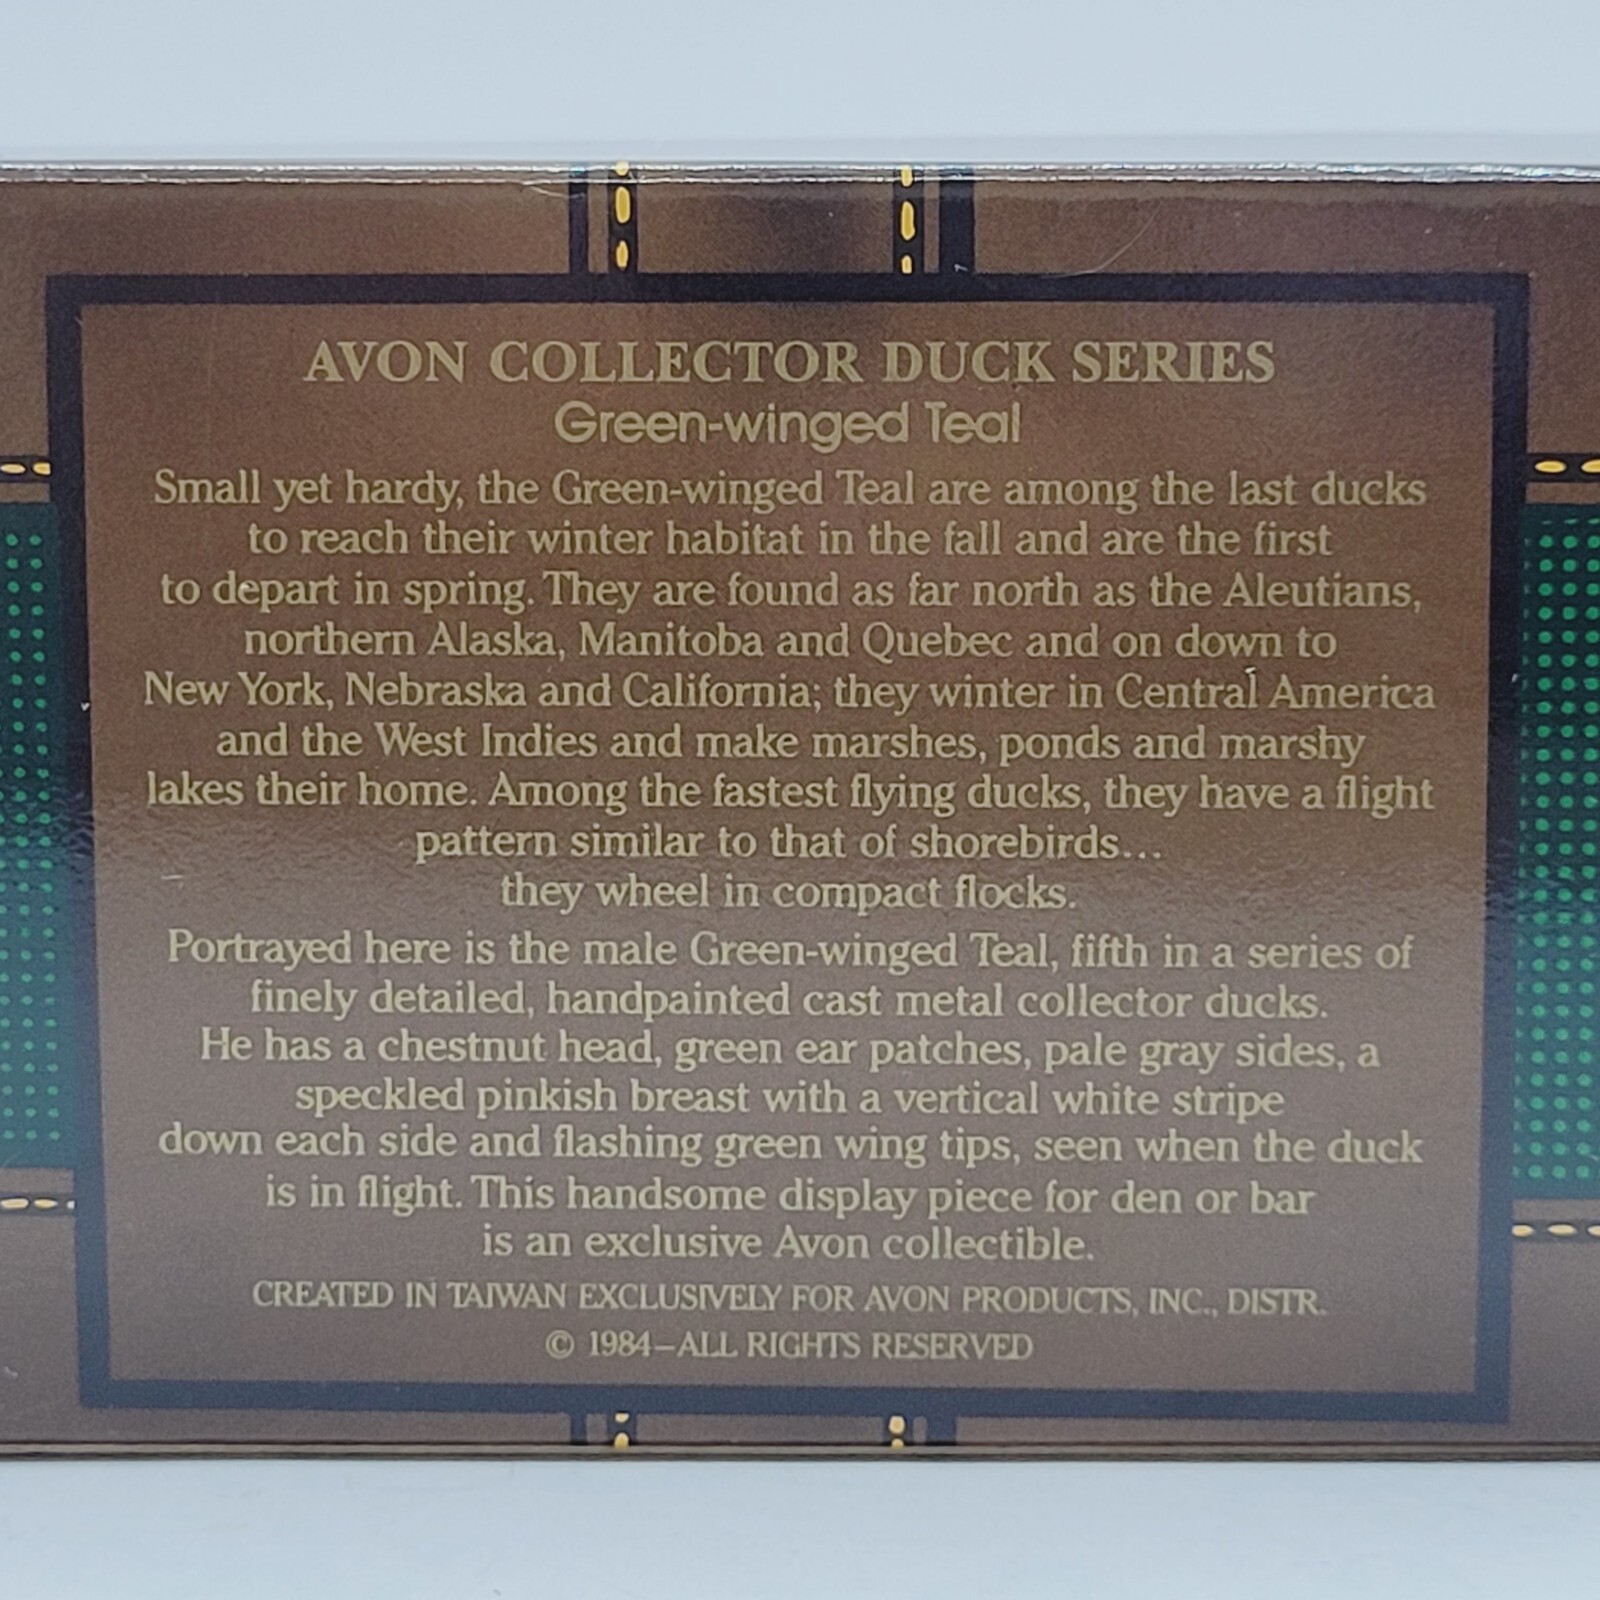 AVON COLLECTOR DUCK SERIES
Green-winged Teal
Small yet hardy, the Green-winged Teal are among the last ducks
to reach their winter habitat in the fall and are the first
to depart in spring. They are found as far north as the Aleutians,
northern Alaska, Manitoba and Quebec and on down to
New York, Nebraska and California; they winter in Central America
and the West Indies and make marshes, ponds and marshy
lakes their home. Among the fastest flying ducks, they have a flight
pattern similar to that of shorebirds...
they wheel in compact flocks.
Portrayed here is the male Green-winged Teal, fifth in a series of
finely detailed, handpainted cast metal collector ducks.
He has a chestnut head, green ear patches, pale gray sides, a
speckled pinkish breast with a vertical white stripe
down each side and flashing green wing tips, seen when the duck
is in flight. This handsome display piece for den or bar
is an exclusive Avon collectible.
CREATED IN TAIWAN EXCLUSIVELY FOR AVON PRODUCTS, INC., DISTR.
© 1984–ALL RIGHTS RESERVED